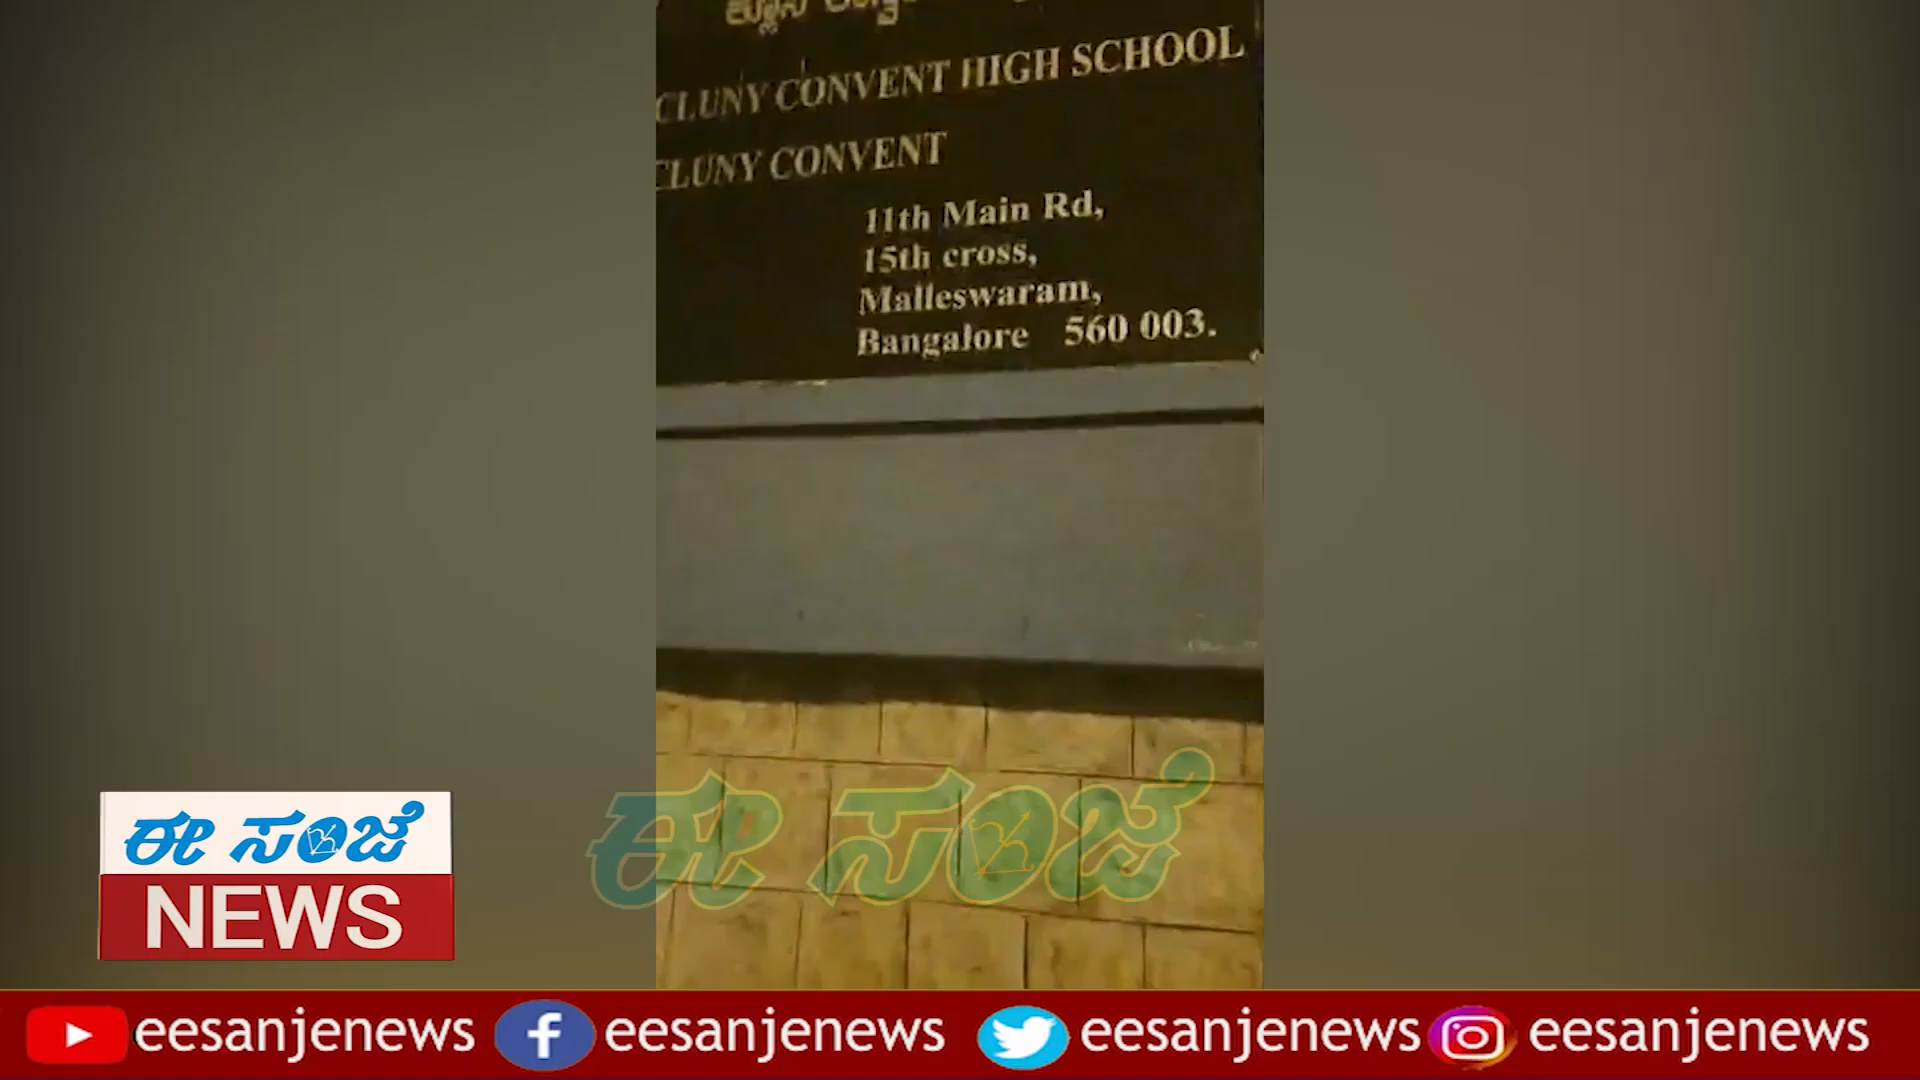 CLUNY CONVENT HIGH SCHOOL
CLUNY CONVENT
11th Main Rd,
15th cross,
Malleswaram,
Bangalore 560 003.
ಈ ಸಂಜೆ
ಈ ಸಂಜೆ
NEWS
eesanjenews eesanjenews eesanjenews eesanjenews